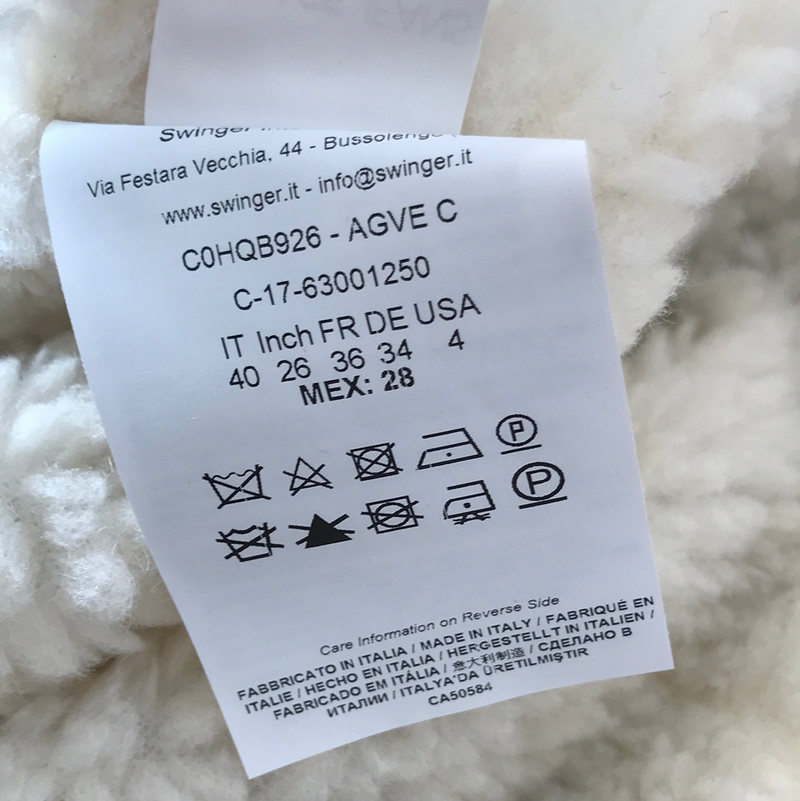 Swinger
Via Festara Vecchia, 44 - Bussolengo
www.swinger.it - info@swinger.it
C0HQB926 - AGVE C
C-17-63001250
IT Inch FR DE USA
40 26 36 34 4
MEX: 28
P
P
Care Information on Reverse Side
FABBRICATO IN ITALIA / MADE IN ITALY / FABRIQUÉ EN
ITALIE / HECHO EN ITALIA / HERGESTELLT IN ITALIEN /
FABRICADO EM ITÁLIA / 意大利制造 / СДЕЛАНО В
ИТАЛИИ / ITALYA'DA ÜRETILMIŞTIR
CA50584